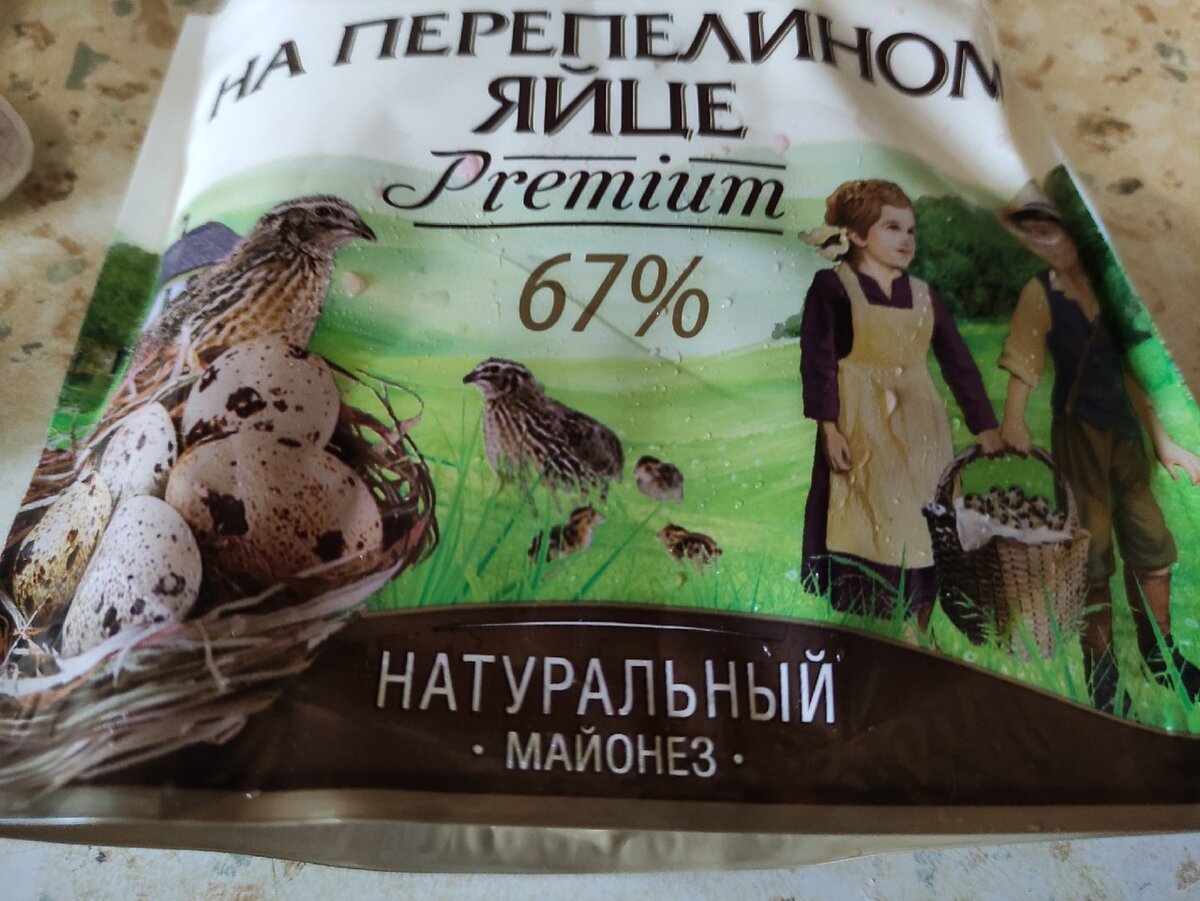 НА ПЕРЕПЕЛИНОМ
ЯЙЦЕ
Premium
67%
НАТУРАЛЬНЫЙ
• МАЙОНЕЗ •